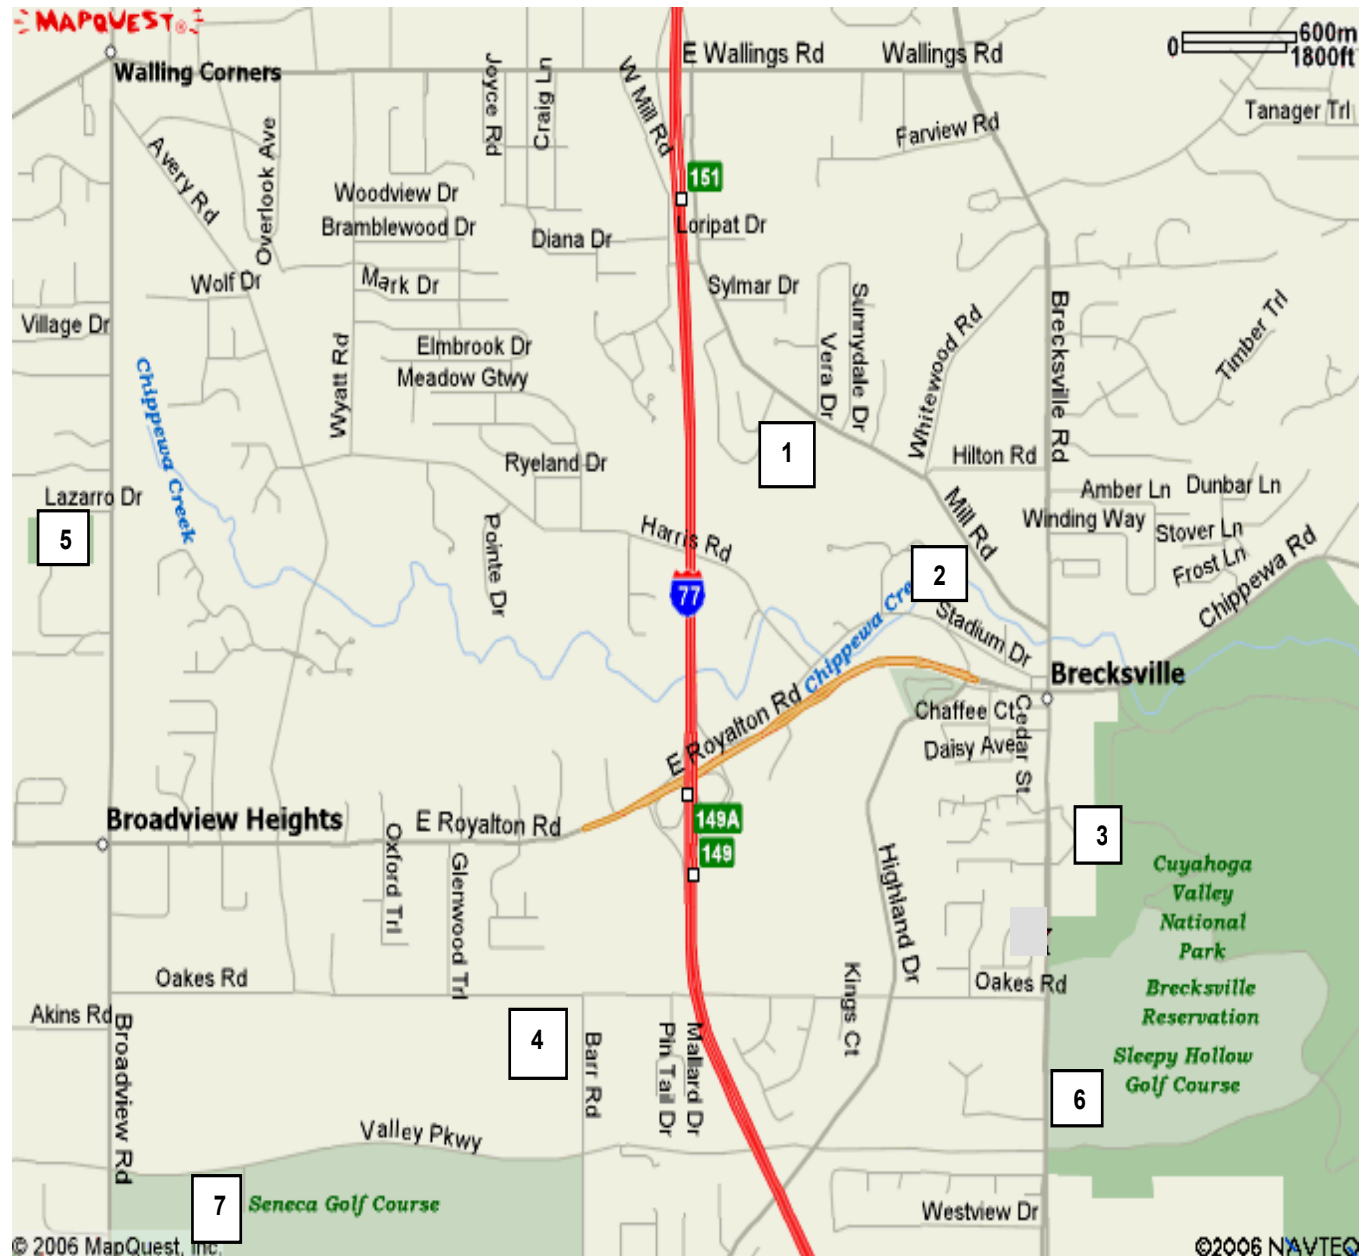 MAPQUEST®
600m
0
1800ft
E Wallings Rd
Wallings Rd
Walling Corners
Joyce Rd
Craig Ln
W Mill Rd
Tanager Trl
Farview Rd
Avery Rd
Overlook Ave
151
Woodview Dr
Bramblewood Dr
Diana Dr
Loripat Dr
Wolf Dr
Mark Dr
Sylmar Dr
Village Dr
Vera Dr
Sunnydale Dr
Whitewood Rd
Brecksville Rd
Timber Trl
Elmbrook Dr
Meadow Gtwy
Wyatt Rd
Chippewa Creek
1
Ryeland Dr
Hilton Rd
Lazarro Dr
Amber Ln
Dunbar Ln
Winding Way
Stover Ln
Mill Rd
5
Pointe Dr
Harris Rd
Frost Ln
Chippewa Rd
77
2
Chippewa Cre
Stadium Dr
Brecksville
E Royalton Rd
Chaffee Ct
Cedar St
Daisy Ave
Broadview Heights
E Royalton Rd
149A
149
3
Oxford Trl
Glenwood Trl
Highland Dr
Cuyahoga
Valley
National
Park
Oakes Rd
Kings Ct
Oakes Rd
Brecksville
Reservation
Akins Rd
Broadview Rd
4
Barr Rd
Pin Tail Dr
Mallard Dr
Sleepy Hollow
Golf Course
6
Valley Pkwy
7
Seneca Golf Course
Westview Dr
© 2006 MapQuest, Inc.
©2006 NAVTEQ